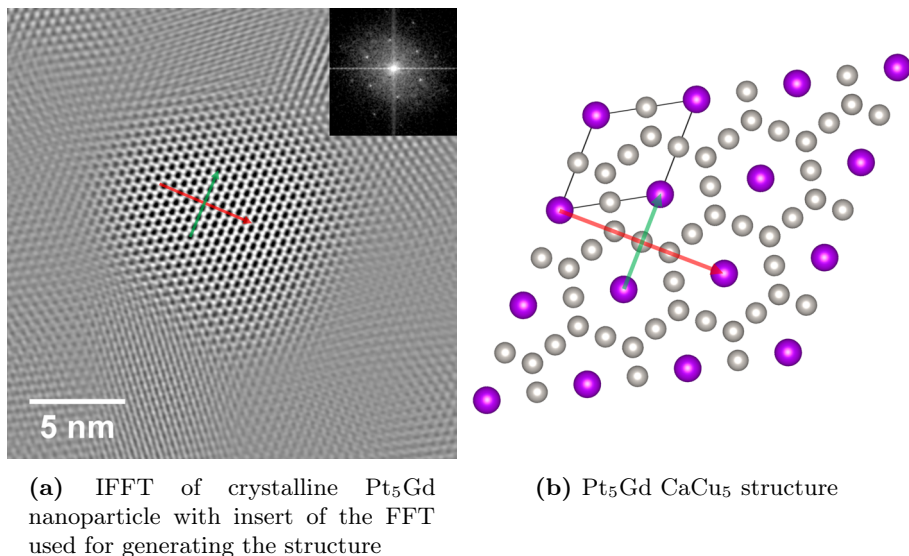 5 nm
(a) IFFT of crystalline Pt₅Gd
nanoparticle with insert of the FFT
used for generating the structure
(b) Pt₅Gd CaCu₅ structure